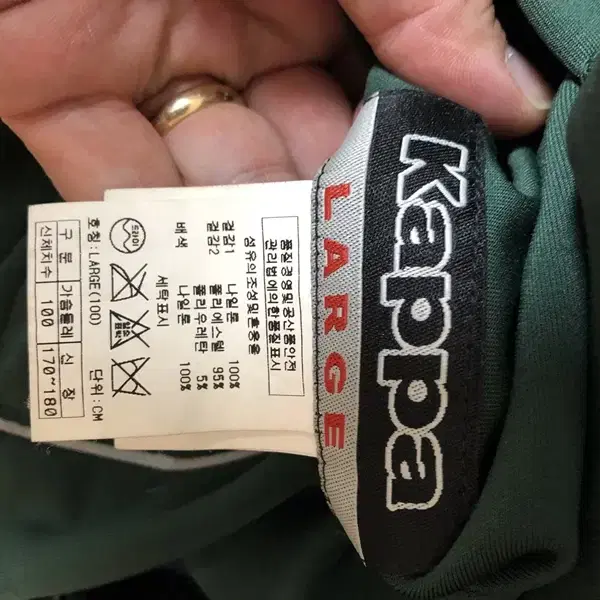 Kappa
LARGE
품질경영및공산품안전
관리법에의한품질표시
섬유의조성및혼용율
겉감1 나일론 100%
겉감2 폴리에스텔 95%
폴리우레탄 5%
배색 나일론 100%
세탁표시
드라이
호칭:LARGE(100) 단위:CM
구 분 가슴둘레 신 장
신체치수 100 170~180